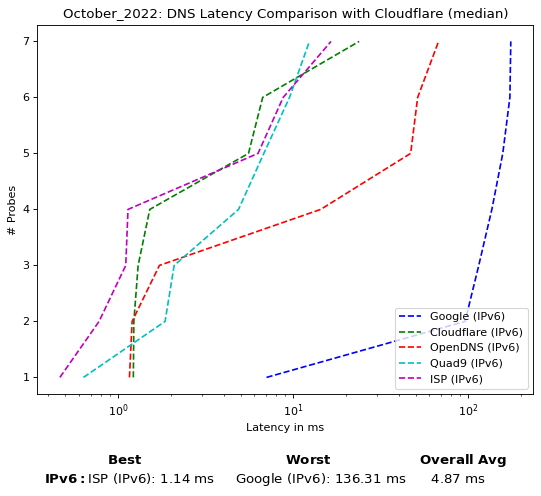 October_2022: DNS Latency Comparison with Cloudflare (median)
# Probes
7
6
5
4
3
2
1
Google (IPv6)
Cloudflare (IPv6)
OpenDNS (IPv6)
Quad9 (IPv6)
ISP (IPv6)
10⁰ 10¹ 10²
Latency in ms
Best Worst Overall Avg
IPv6: ISP (IPv6): 1.14 ms Google (IPv6): 136.31 ms 4.87 ms